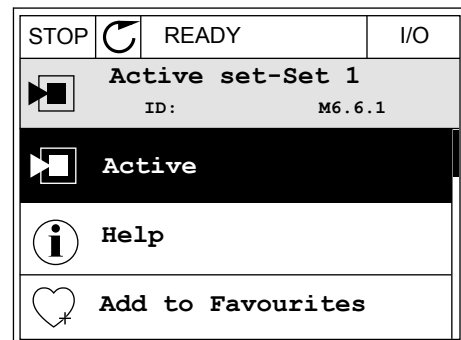 STOP READY I/O
Active set-Set 1
ID: M6.6.1
Active
Help
Add to Favourites